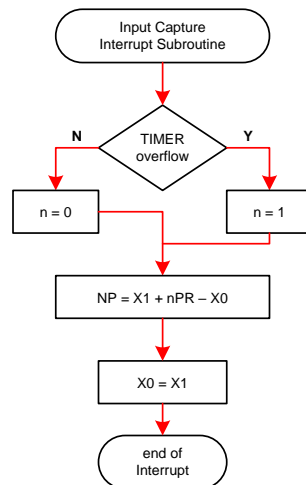 Input Capture
Interrupt Subroutine
N
TIMER
overflow
Y
n = 0
n = 1
NP = X1 + nPR – X0
X0 = X1
end of
Interrupt